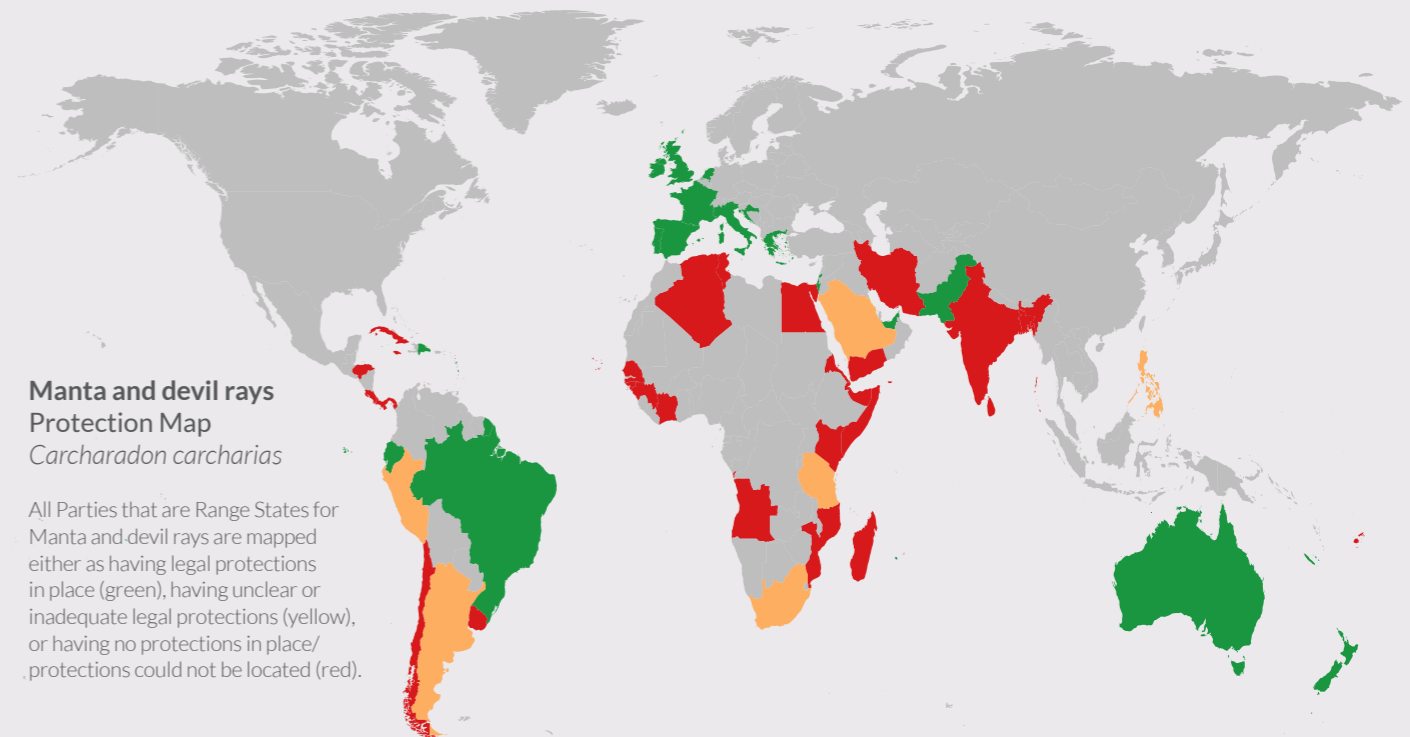 Manta and devil rays
Protection Map
Carcharadon carcharias
All Parties that are Range States for
Manta and devil rays are mapped
either as having legal protections
in place (green), having unclear or
inadequate legal protections (yellow),
or having no protections in place/
protections could not be located (red).